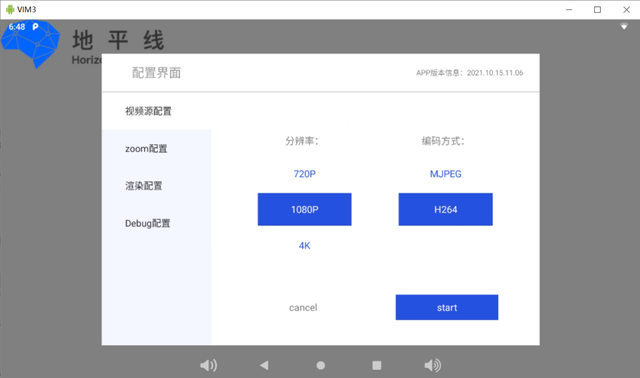 VIM3
6:48
地平线
Horiz
配置界面
APP版本信息：2021.10.15.11.06
视频源配置
zoom配置
渲染配置
Debug配置
分辨率：
720P
1080P
4K
编码方式：
MJPEG
H264
cancel
start